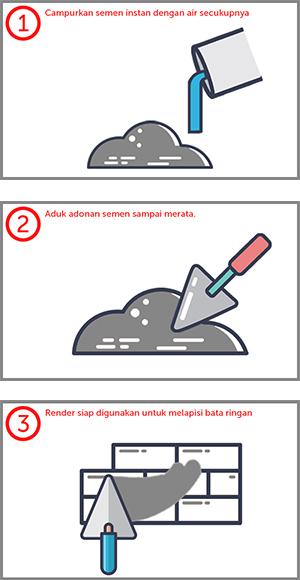 1
Campurkan semen instan dengan air secukupnya
2
Aduk adonan semen sampai merata.
3
Render siap digunakan untuk melapisi bata ringan